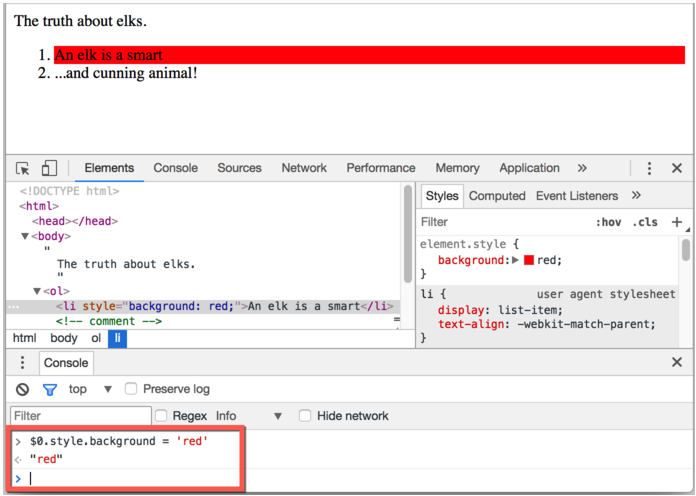 The truth about elks.
1. An elk is a smart
2. ...and cunning animal!
Elements Console Sources Network Performance Memory Application »
<!DOCTYPE html>
<html>
<head></head>
▼<body>
"
The truth about elks.
"
▼<ol>
<li style="background: red;">An elk is a smart</li>
<!-- comment -->
html body ol li
Styles Computed Event Listeners »
Filter :hov .cls +
element.style {
background:▶ red;
}
li { user agent stylesheet
display: list-item;
text-align: -webkit-match-parent;
}
Console
top ▼ Preserve log
Filter Regex Info ▼ Hide network
> $0.style.background = 'red'
<· "red"
>